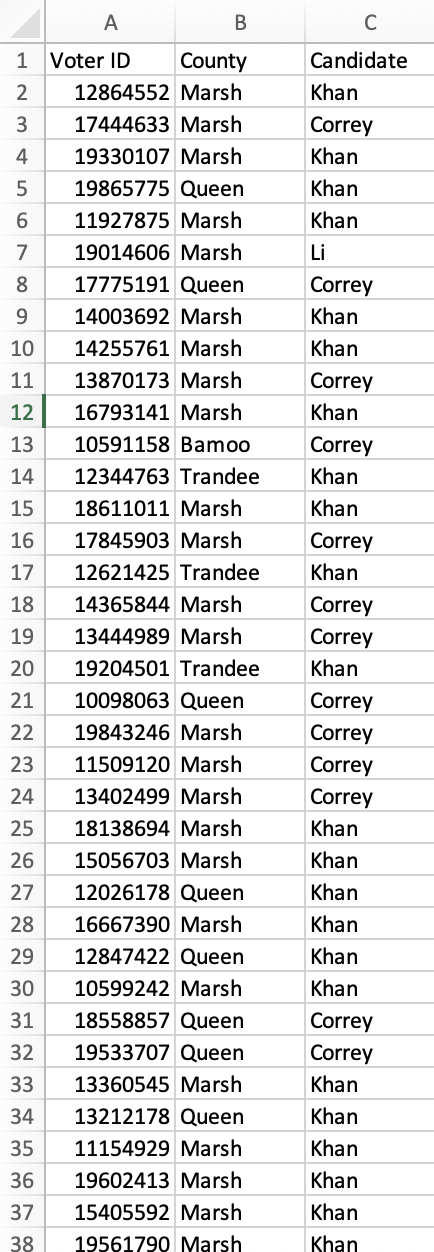 A B C
1 Voter ID County Candidate
2 12864552 Marsh Khan
3 17444633 Marsh Correy
4 19330107 Marsh Khan
5 19865775 Queen Khan
6 11927875 Marsh Khan
7 19014606 Marsh Li
8 17775191 Queen Correy
9 14003692 Marsh Khan
10 14255761 Marsh Khan
11 13870173 Marsh Correy
12 16793141 Marsh Khan
13 10591158 Bamoo Correy
14 12344763 Trandee Khan
15 18611011 Marsh Khan
16 17845903 Marsh Correy
17 12621425 Trandee Khan
18 14365844 Marsh Correy
19 13444989 Marsh Correy
20 19204501 Trandee Khan
21 10098063 Queen Correy
22 19843246 Marsh Correy
23 11509120 Marsh Correy
24 13402499 Marsh Correy
25 18138694 Marsh Khan
26 15056703 Marsh Khan
27 12026178 Queen Khan
28 16667390 Marsh Khan
29 12847422 Queen Khan
30 10599242 Marsh Khan
31 18558857 Queen Correy
32 19533707 Queen Correy
33 13360545 Marsh Khan
34 13212178 Queen Khan
35 11154929 Marsh Khan
36 19602413 Marsh Khan
37 15405592 Marsh Khan
38 19561790 Marsh Khan